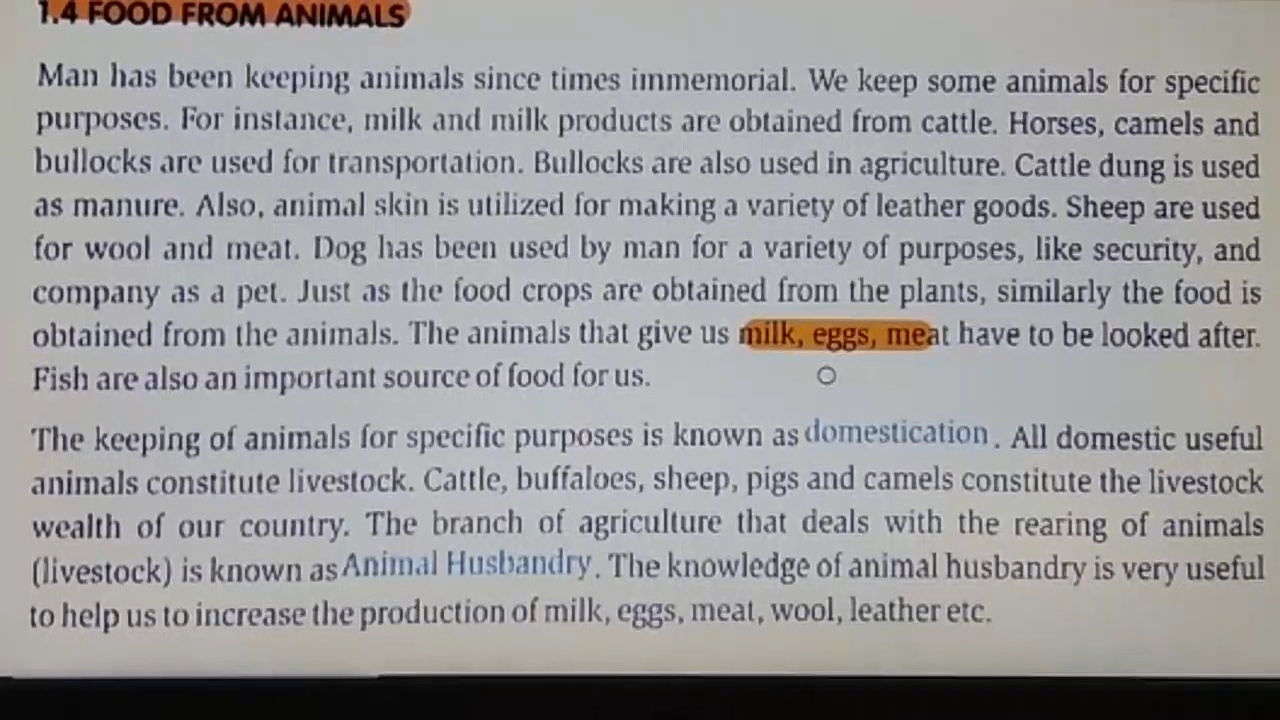 1.4 FOOD FROM ANIMALS
Man has been keeping animals since times immemorial. We keep some animals for specific
purposes. For instance, milk and milk products are obtained from cattle. Horses, camels and
bullocks are used for transportation. Bullocks are also used in agriculture. Cattle dung is used
as manure. Also, animal skin is utilized for making a variety of leather goods. Sheep are used
for wool and meat. Dog has been used by man for a variety of purposes, like security, and
company as a pet. Just as the food crops are obtained from the plants, similarly the food is
obtained from the animals. The animals that give us milk, eggs, meat have to be looked after.
Fish are also an important source of food for us.
The keeping of animals for specific purposes is known as domestication. All domestic useful
animals constitute livestock. Cattle, buffaloes, sheep, pigs and camels constitute the livestock
wealth of our country. The branch of agriculture that deals with the rearing of animals
(livestock) is known as Animal Husbandry. The knowledge of animal husbandry is very useful
to help us to increase the production of milk, eggs, meat, wool, leather etc.